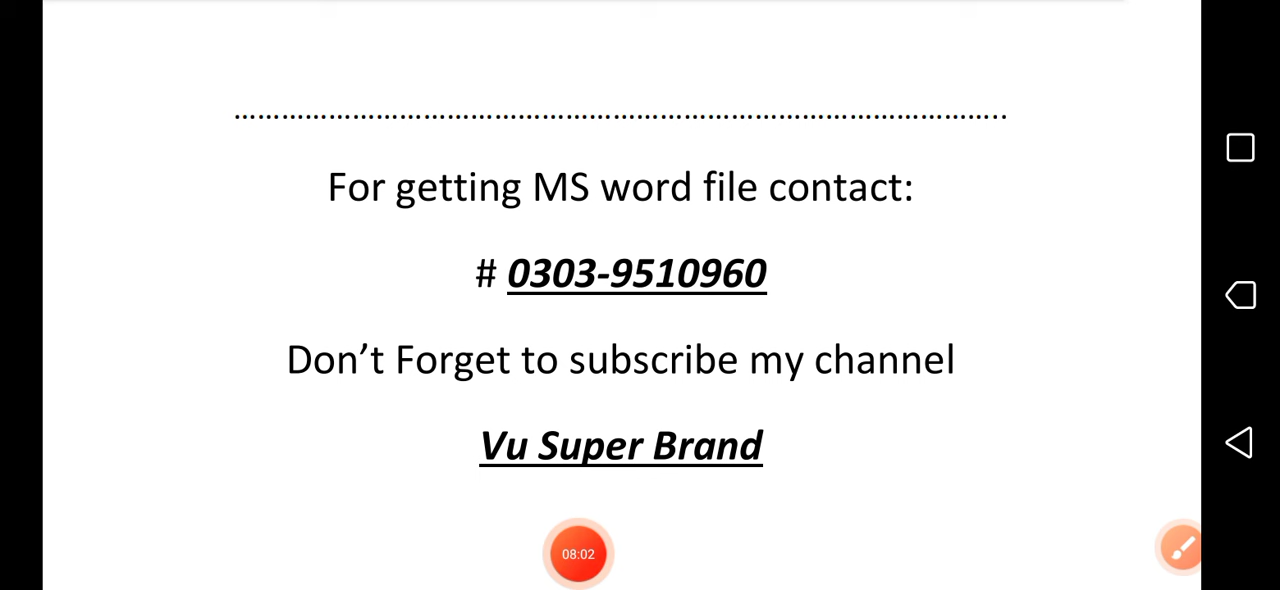 ………………………………………………………………………………………..
For getting MS word file contact:
# 0303-9510960
Don’t Forget to subscribe my channel
Vu Super Brand
08:02